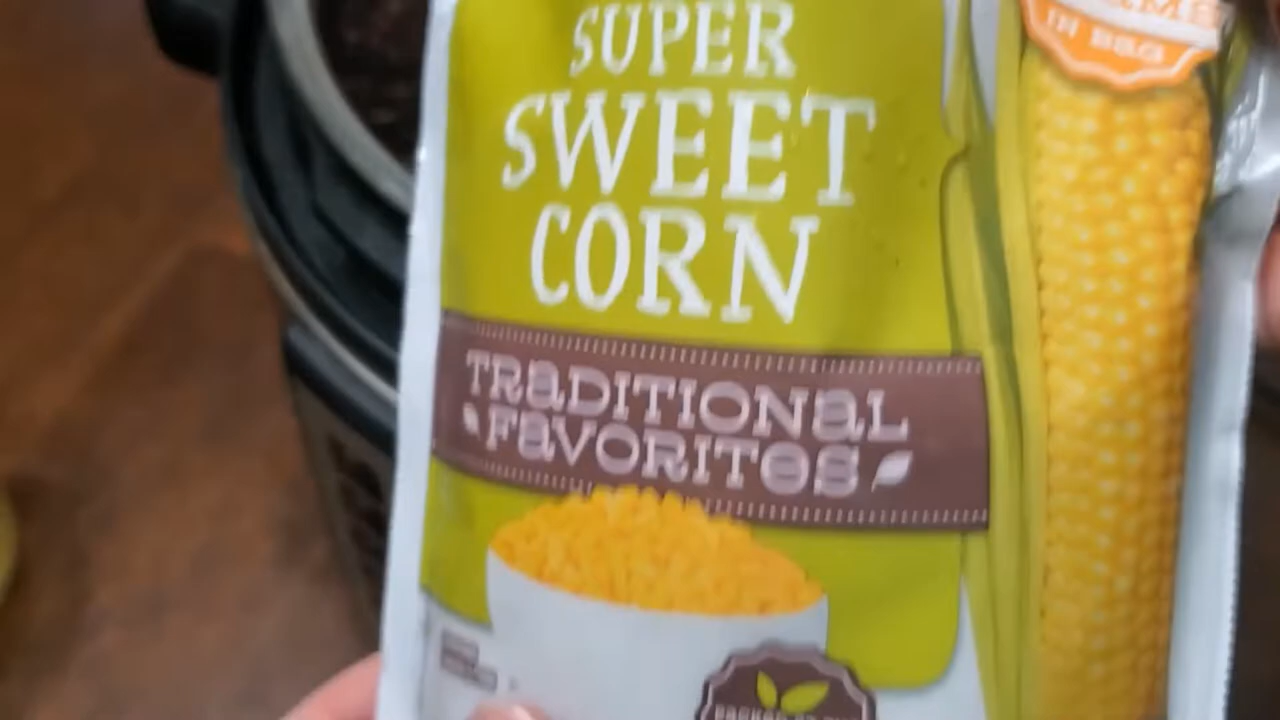 SUPER
SWEET
CORN
IN BAG
TRADITIONAL
FAVORITES